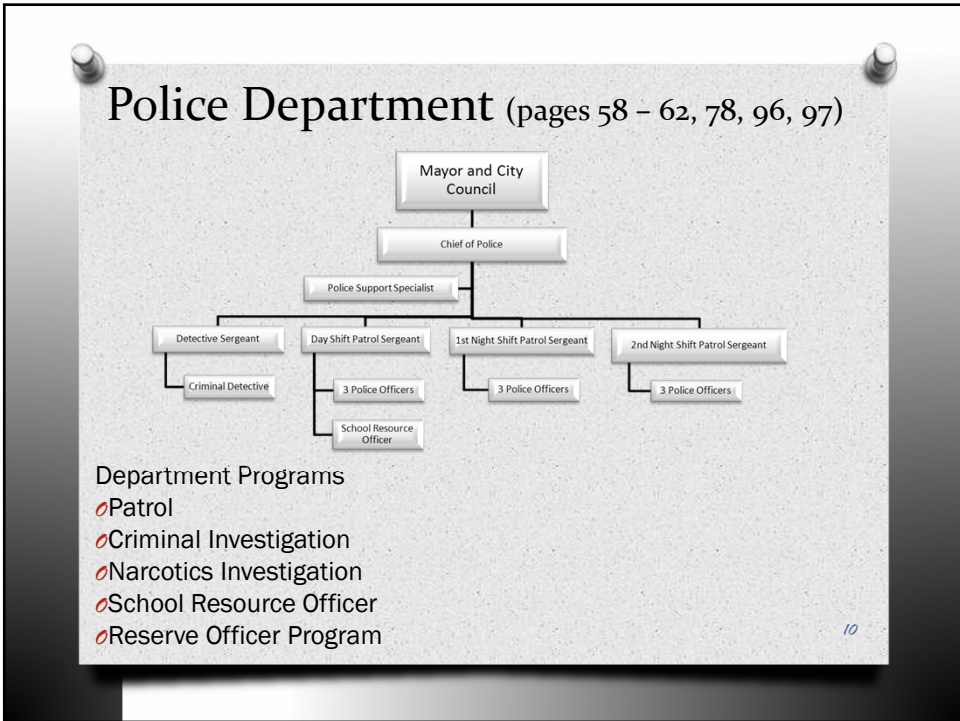 Police Department (pages 58 – 62, 78, 96, 97)
Mayor and City
Council
Chief of Police
Police Support Specialist
Detective Sergeant
Criminal Detective
Day Shift Patrol Sergeant
3 Police Officers
School Resource
Officer
1st Night Shift Patrol Sergeant
3 Police Officers
2nd Night Shift Patrol Sergeant
3 Police Officers
Department Programs
Patrol
Criminal Investigation
Narcotics Investigation
School Resource Officer
Reserve Officer Program
10